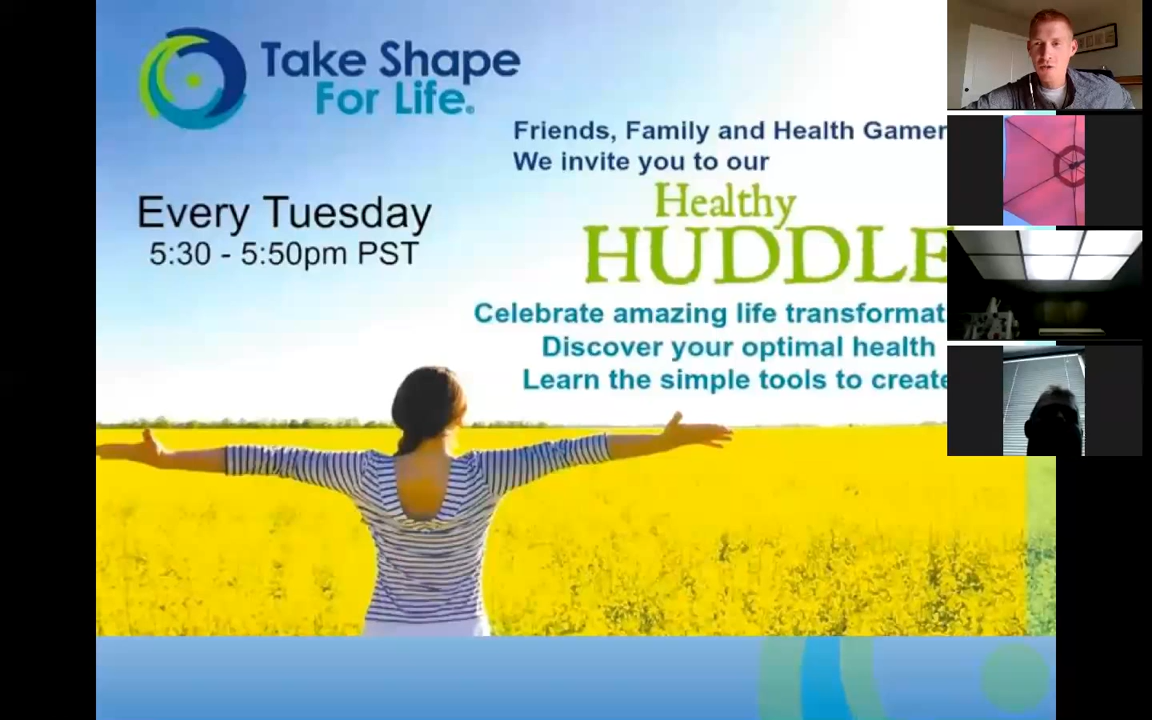 Take Shape
For Life®
Friends, Family and Health Gamer
We invite you to our
Healthy
HUDDLE
Every Tuesday
5:30 - 5:50pm PST
Celebrate amazing life transformat
Discover your optimal health
Learn the simple tools to create